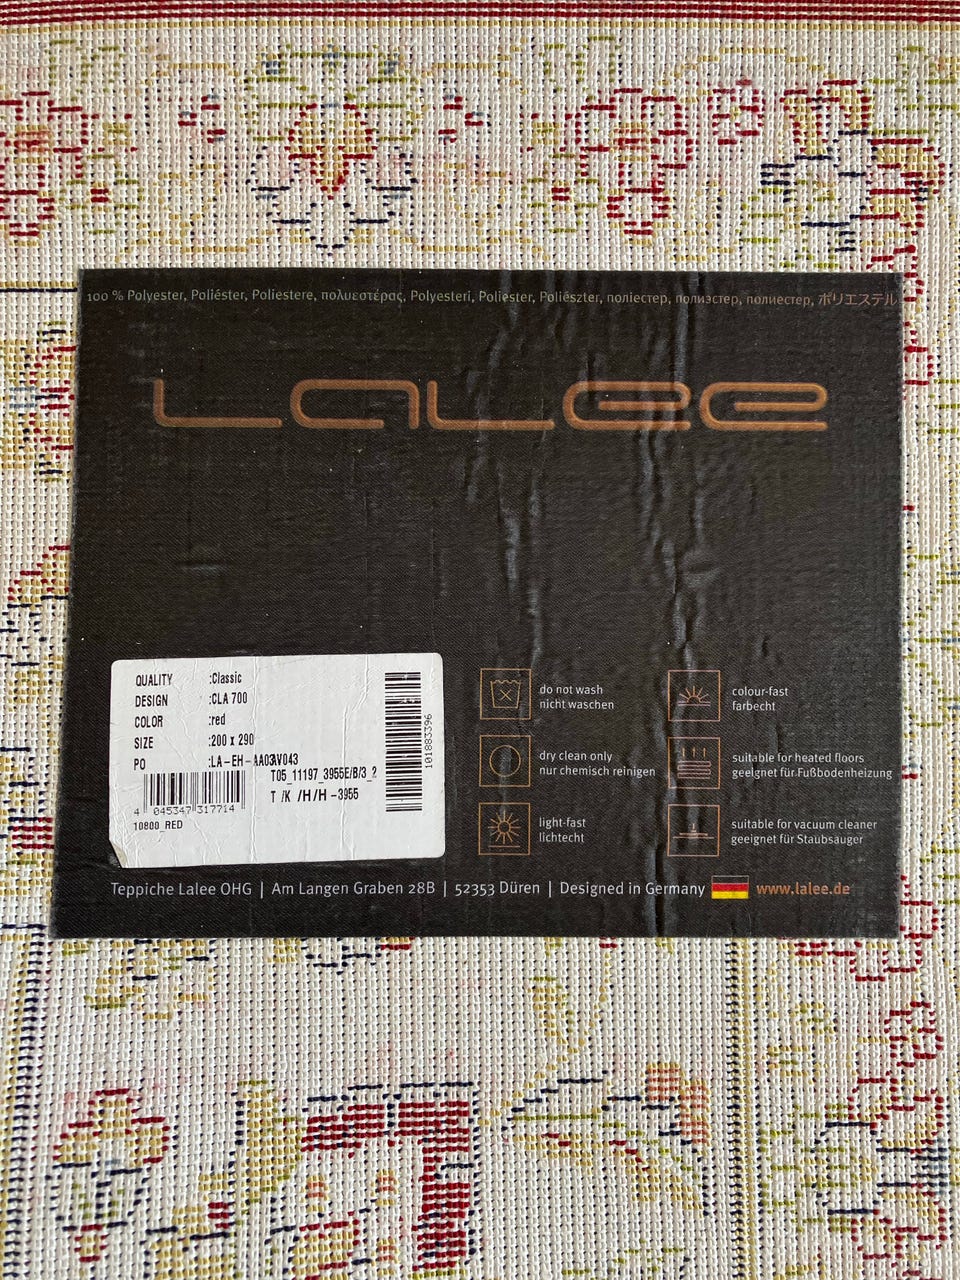 100 % Polyester, Poliéster, Poliestere, πολυεστέρας, Polyesteri, Poliester, Poliészter, поліестер, полиэстер, полиестер, ポリエステル
LALEE
QUALITY :Classic
DESIGN :CLA 700
COLOR :red
SIZE :200 x 290
PO :LA-EH-AA03AV043
T05_11197_3955E/B/3_2
T /K /H/H-3955
4 045347 317714
10800_RED
101883396
do not wash
nicht waschen
dry clean only
nur chemisch reinigen
light-fast
lichtecht
colour-fast
farbecht
suitable for heated floors
geeignet für Fußbodenheizung
suitable for vacuum cleaner
geeignet für Staubsauger
Teppiche Lalee OHG | Am Langen Graben 28B | 52353 Düren | Designed in Germany www.lalee.de